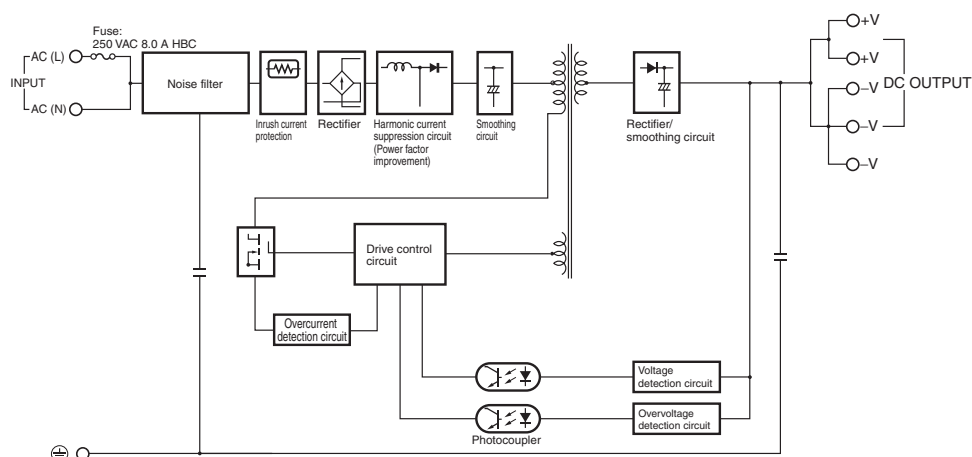 Fuse:
250 VAC 8.0 A HBC
AC (L)
INPUT
AC (N)
Noise filter
Inrush current
protection
Rectifier
Harmonic current
suppression circuit
(Power factor
improvement)
Smoothing
circuit
Rectifier/
smoothing circuit
+V
+V
–V
DC OUTPUT
–V
–V
Drive control
circuit
Overcurrent
detection circuit
Voltage
detection circuit
Overvoltage
detection circuit
Photocoupler